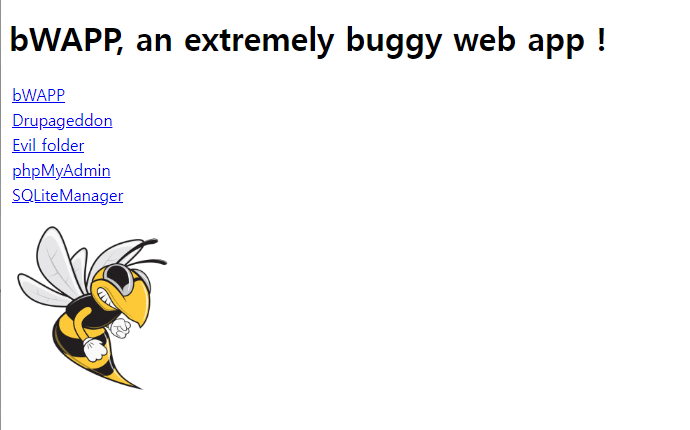 bWAPP, an extremely buggy web app !
bWAPP
Drupageddon
Evil folder
phpMyAdmin
SQLiteManager